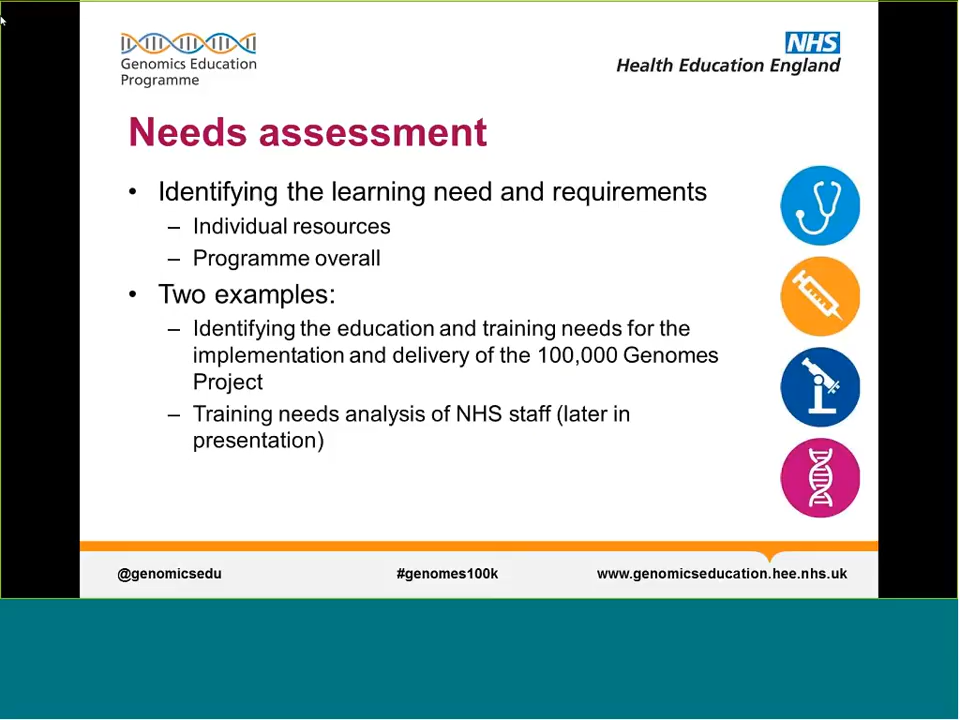 Genomics Education
Programme
NHS
Health Education England
Needs assessment
• Identifying the learning need and requirements
– Individual resources
– Programme overall
• Two examples:
– Identifying the education and training needs for the
implementation and delivery of the 100,000 Genomes
Project
– Training needs analysis of NHS staff (later in
presentation)
@genomicsedu
#genomes100k
www.genomicseducation.hee.nhs.uk